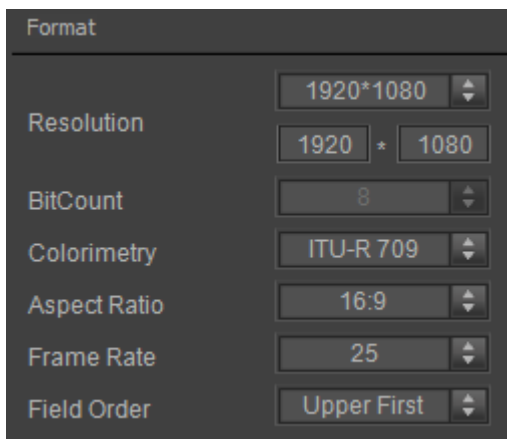 Format
1920*1080
Resolution
1920 * 1080
BitCount 8
Colorimetry ITU-R 709
Aspect Ratio 16:9
Frame Rate 25
Field Order Upper First